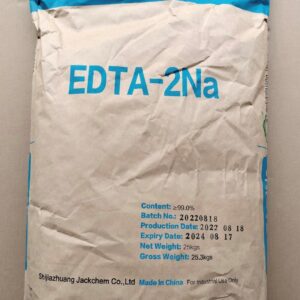 EDTA-2Na
Content: ≥99.0%
Batch No.: 20220818
Production Date: 2022 08 18
Expiry Date: 2024 08 17
Net Weight: 25kgs
Gross Weight: 25.3kgs
Shijiazhuang Jackchem Co.,Ltd Made in China For Industrial Use Only